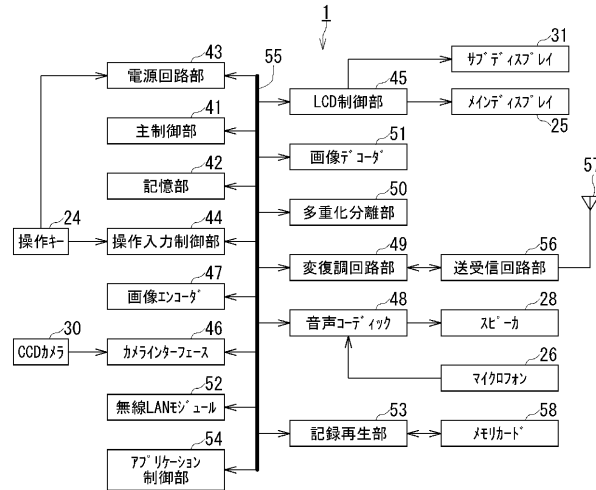 1
55
43
電源回路部
41
主制御部
42
記憶部
24
操作キー
44
操作入力制御部
47
画像ｴﾝｺｰﾀﾞ
30
CCDｶﾒﾗ
46
ｶﾒﾗｲﾝﾀｰﾌｪｰｽ
52
無線LANﾓｼﾞｭｰﾙ
54
ｱﾌﾟﾘｹｰｼｮﾝ
制御部
31
ｻﾌﾞﾃﾞｨｽﾌﾟﾚｲ
45
LCD制御部
ﾒｲﾝﾃﾞｨｽﾌﾟﾚｲ
25
51
画像ﾃﾞｺｰﾀﾞ
50
多重化分離部
57
49
変復調回路部
56
送受信回路部
48
音声ｺｰﾃﾞｨｯｸ
28
ｽﾋﾟｰｶ
26
ﾏｲｸﾛﾌｫﾝ
53
記録再生部
58
ﾒﾓﾘｶｰﾄﾞ